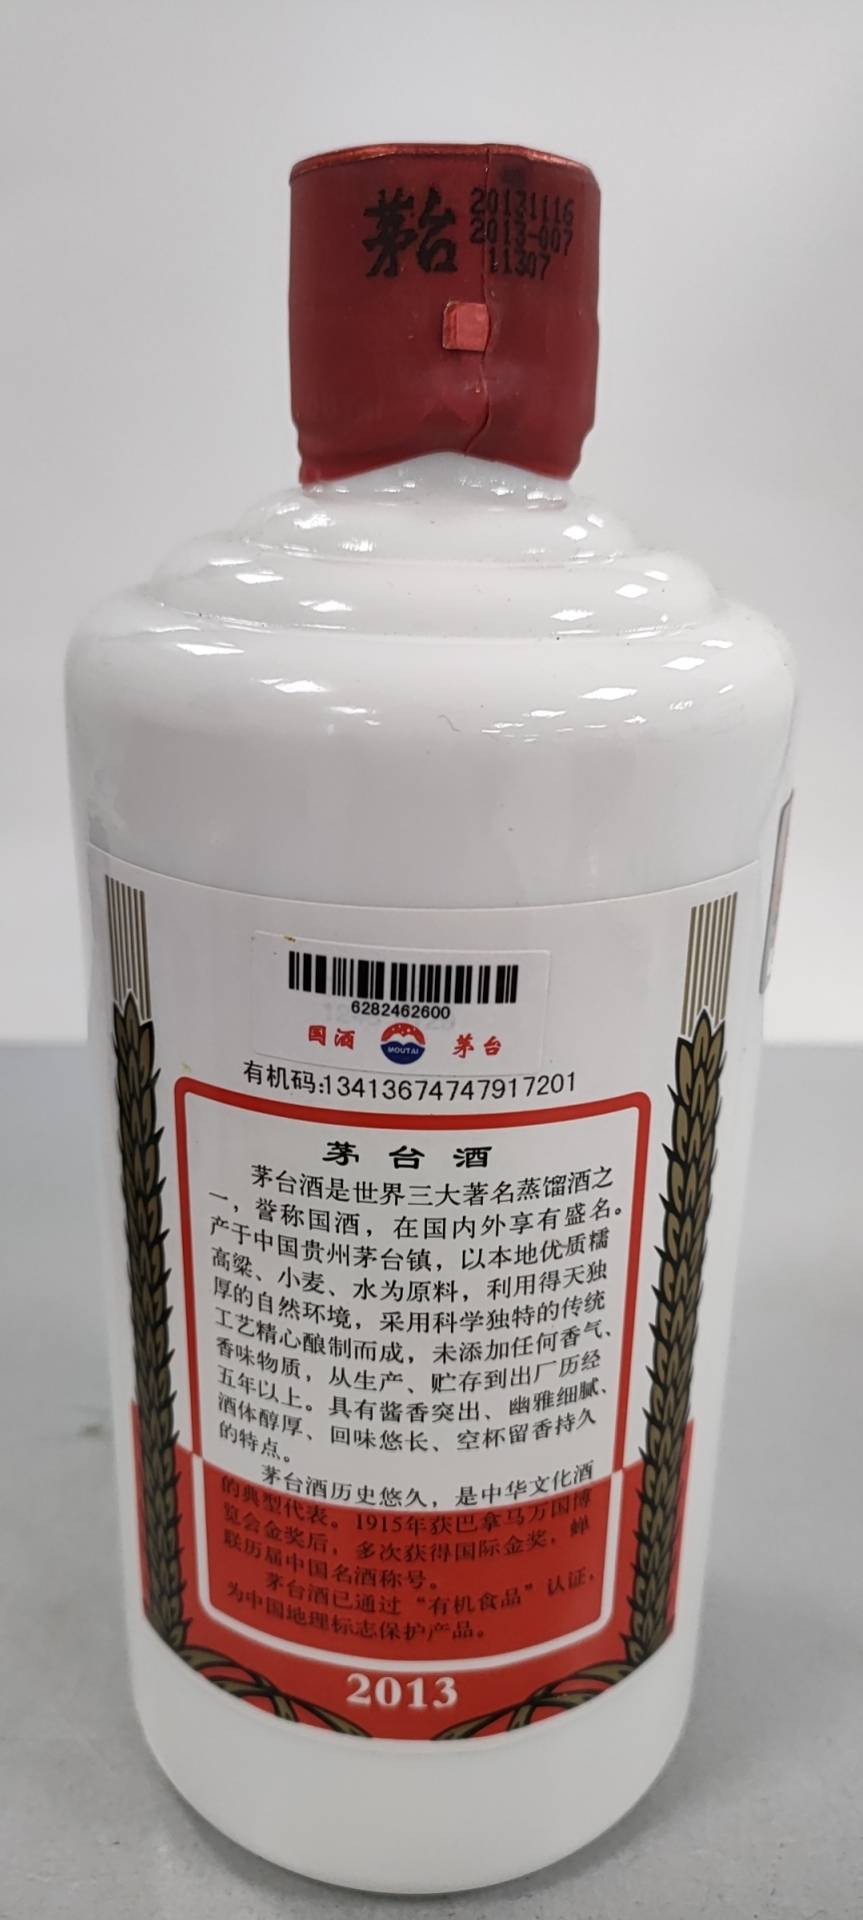 茅台
20131116
2013-007
11307
6282462600
国酒
MOUTAI
茅台
有机码:13413674747917201
茅台酒
茅台酒是世界三大著名蒸馏酒之
一，誉称国酒，在国内外享有盛名。
产于中国贵州茅台镇，以本地优质糯
高粱、小麦、水为原料，利用得天独
厚的自然环境，采用科学独特的传统
工艺精心酿制而成，未添加任何香气、
香味物质，从生产、贮存到出厂历经
五年以上。具有酱香突出、幽雅细腻、
酒体醇厚、回味悠长、空杯留香持久
的特点。
茅台酒历史悠久，是中华文化酒
的典型代表。1915年获巴拿马万国博
览会金奖后，多次获得国际金奖，蝉
联历届中国名酒称号。
茅台酒已通过“有机食品”认证，
为中国地理标志保护产品。
2013